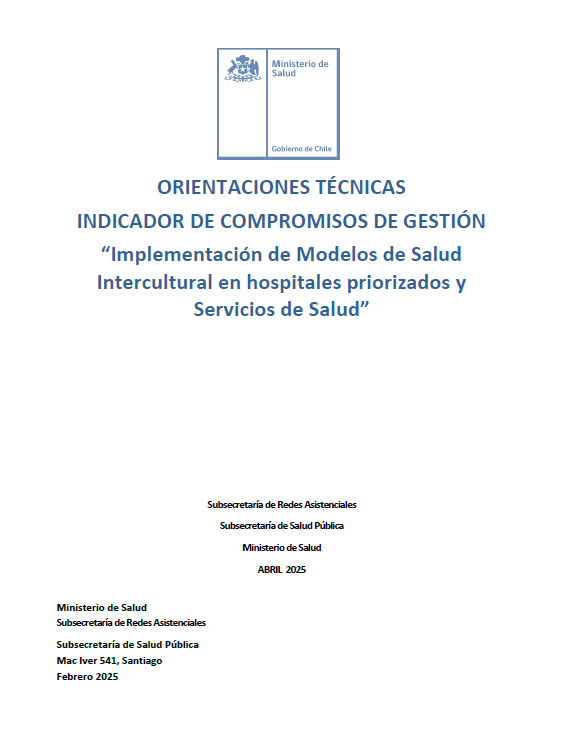 Ministerio de
Salud
Gobierno de Chile
ORIENTACIONES TÉCNICAS
INDICADOR DE COMPROMISOS DE GESTIÓN
“Implementación de Modelos de Salud
Intercultural en hospitales priorizados y
Servicios de Salud”
Subsecretaría de Redes Asistenciales
Subsecretaría de Salud Pública
Ministerio de Salud
ABRIL 2025
Ministerio de Salud
Subsecretaría de Redes Asistenciales
Subsecretaría de Salud Pública
Mac Iver 541, Santiago
Febrero 2025